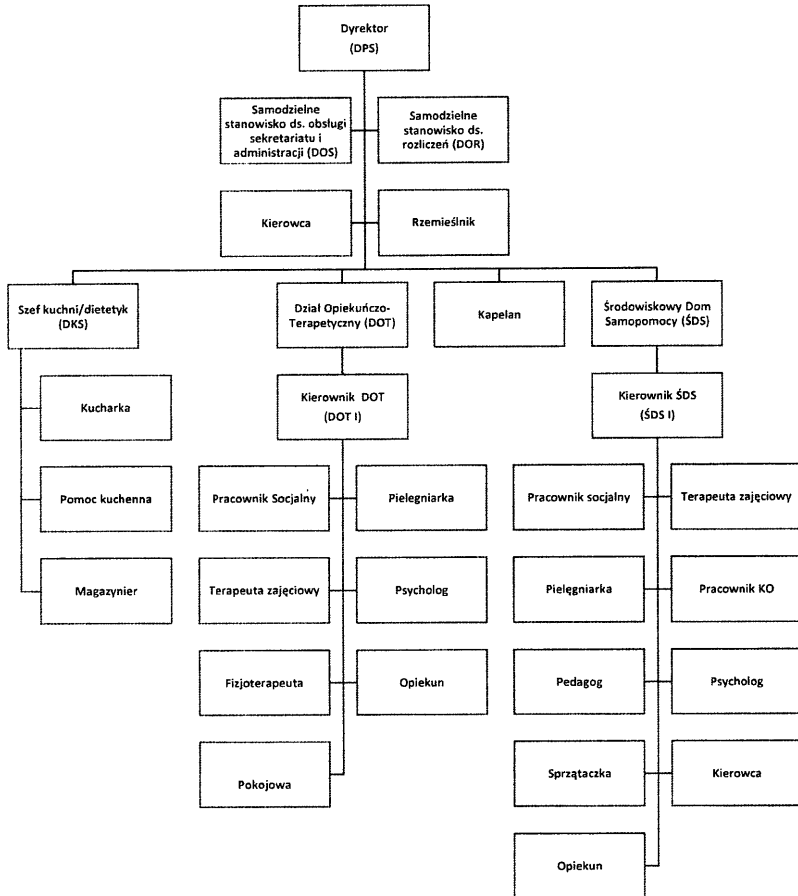 Dyrektor
(DPS)
Samodzielne
stanowisko ds. obsługi
sekretariatu i
administracji (DOS)
Samodzielne
stanowisko ds.
rozliczeń (DOR)
Kierowca
Rzemieślnik
Szef kuchni/dietetyk
(DKS)
Dział Opiekuńczo-
Terapetyczny (DOT)
Kapelan
Środowiskowy Dom
Samopomocy (ŚDS)
Kucharka
Pomoc kuchenna
Magazynier
Kierownik DOT
(DOT I)
Pracownik Socjalny
Pielegniarka
Terapeuta zajęciowy
Psycholog
Fizjoterapeuta
Opiekun
Pokojowa
Kierownik ŚDS
(ŚDS I)
Pracownik socjalny
Terapeuta zajęciowy
Pielęgniarka
Pracownik KO
Pedagog
Psycholog
Sprzątaczka
Kierowca
Opiekun